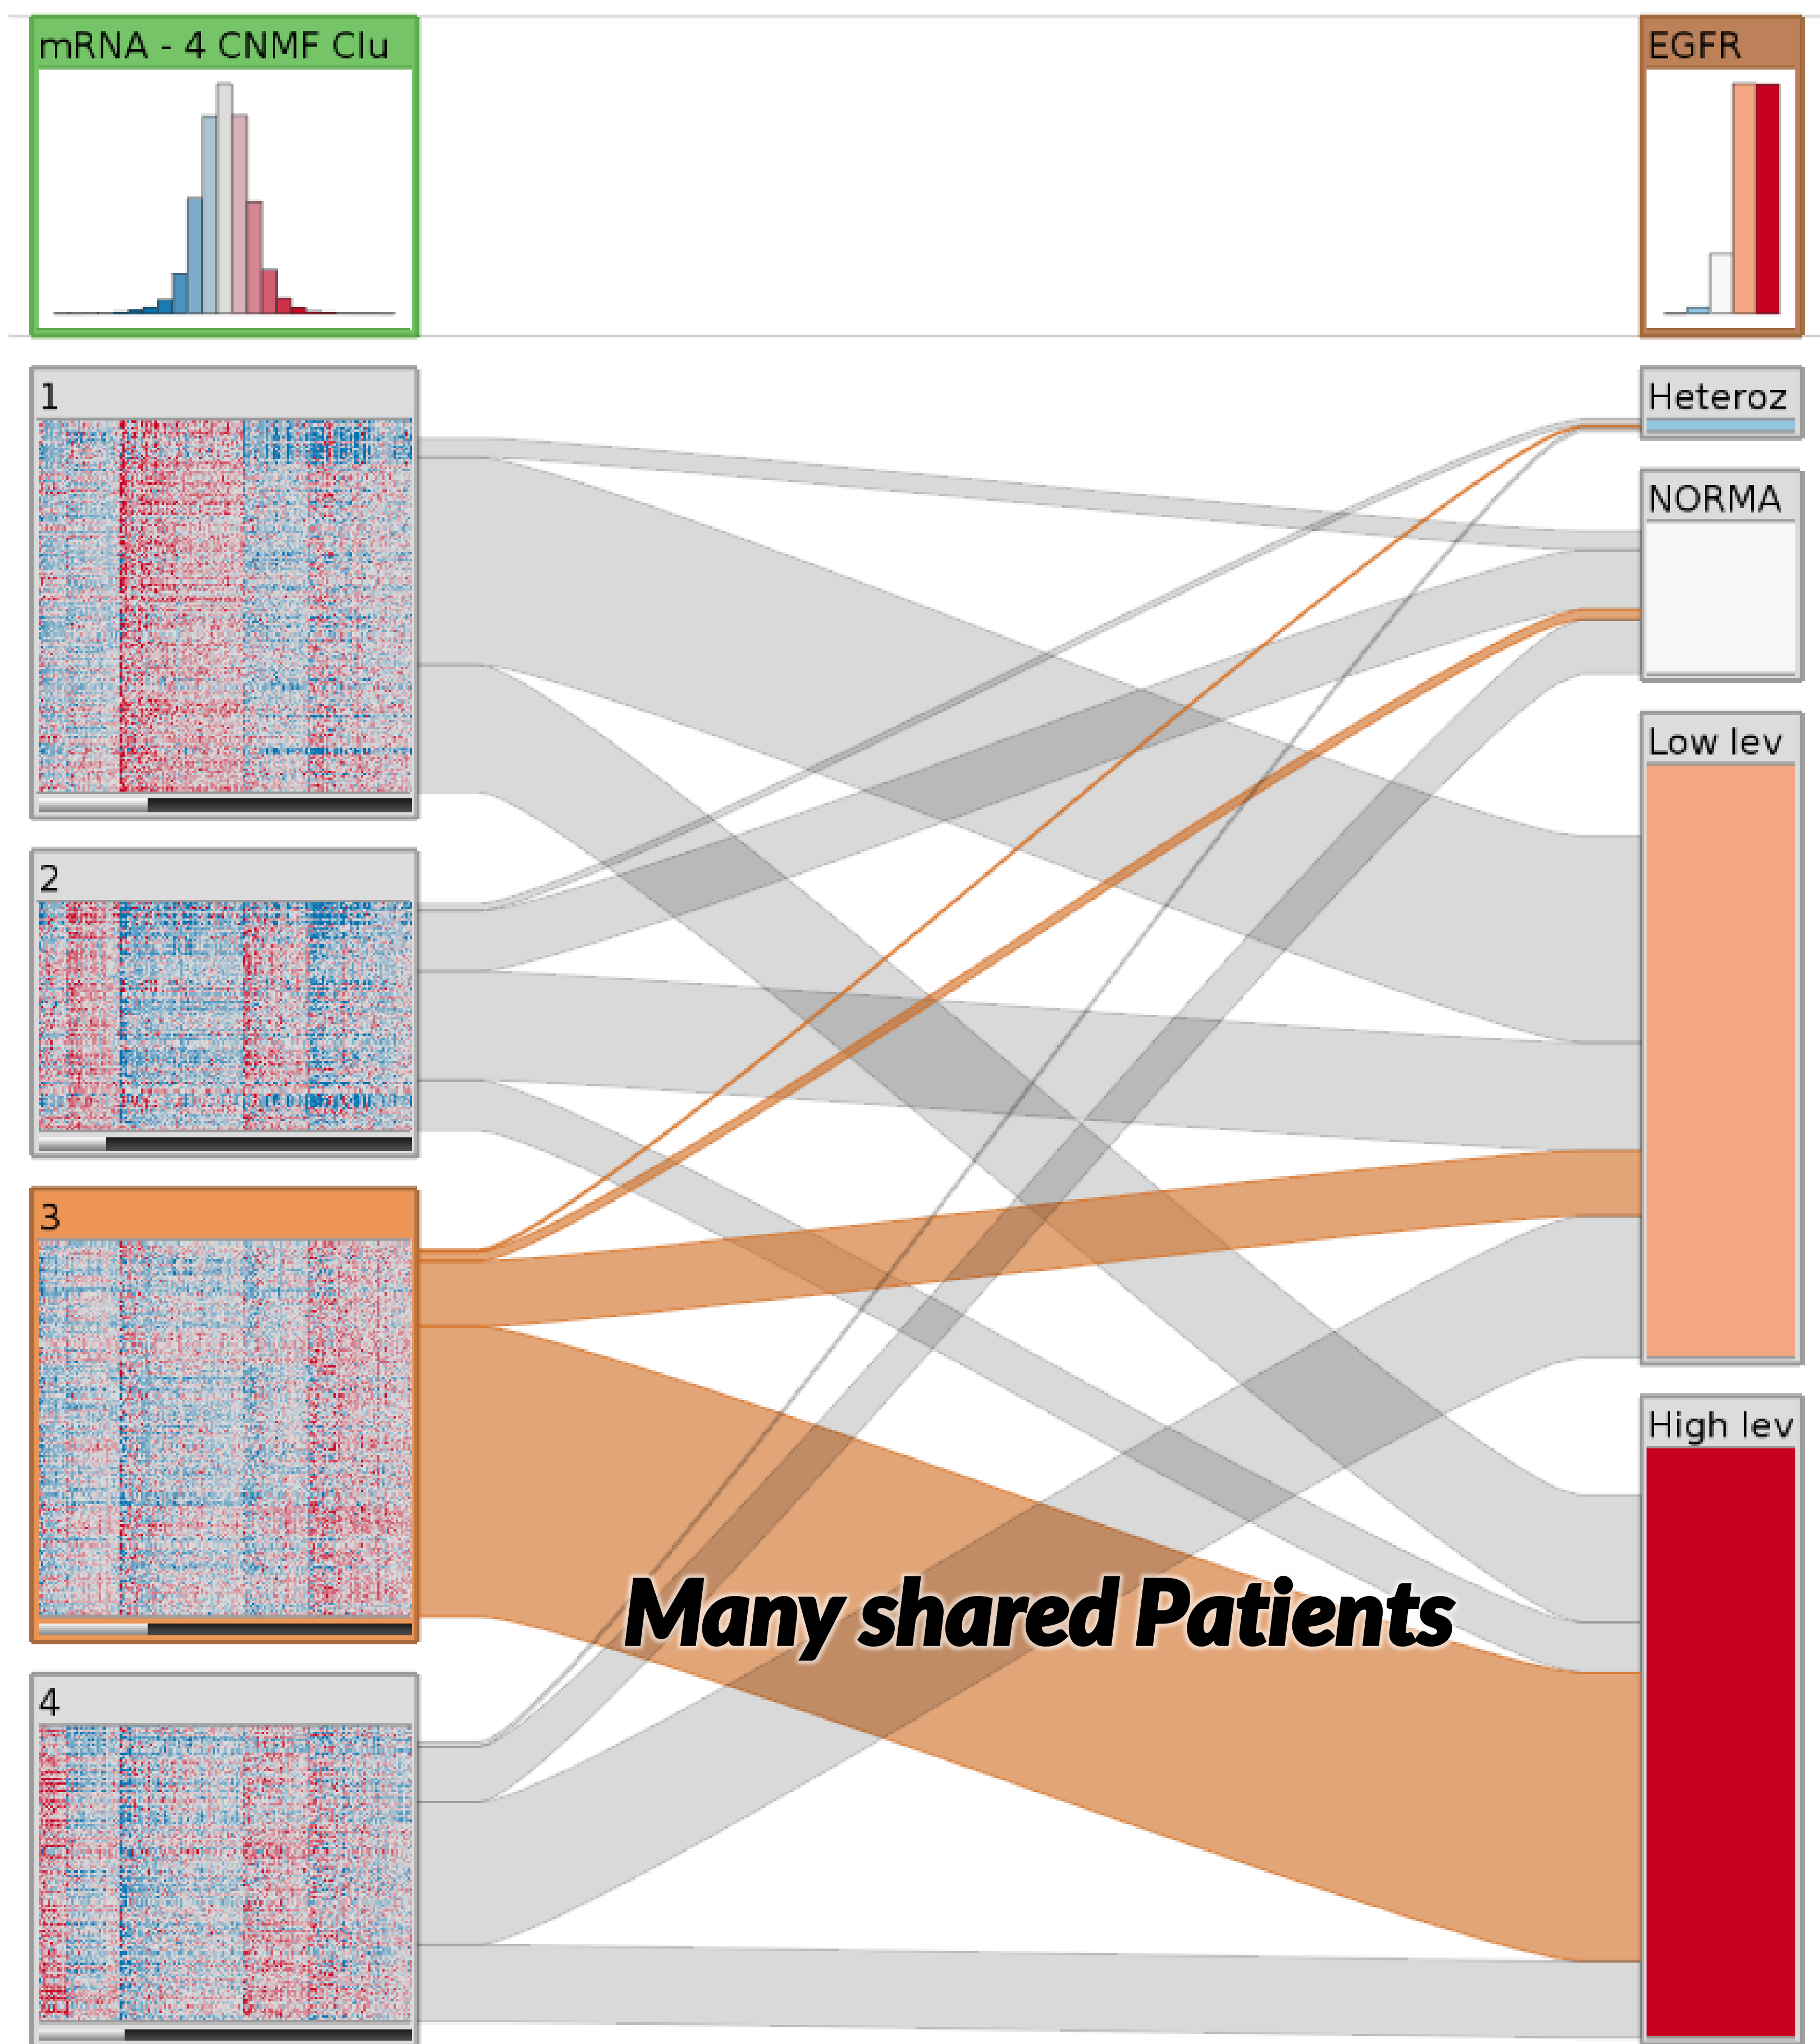 mRNA - 4 CNMF Clu
EGFR
1
Heteroz
NORMA
Low lev
2
3
High lev
Many shared Patients
4